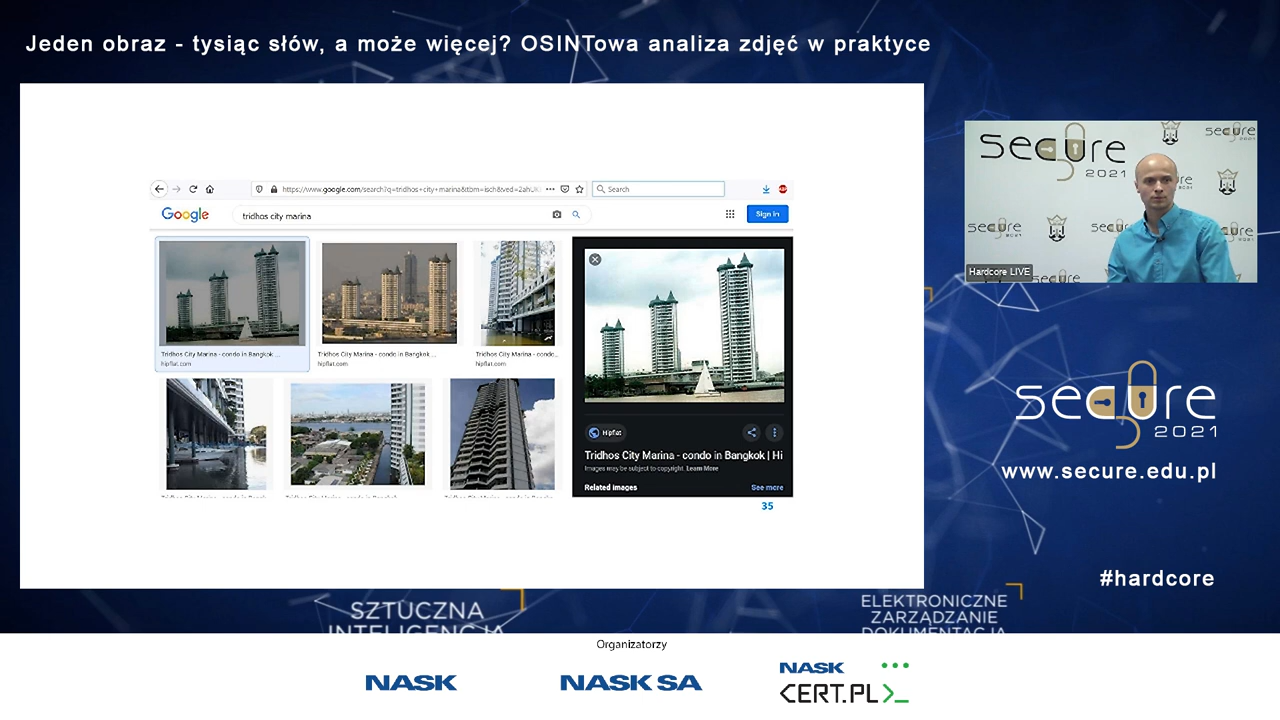 Jeden obraz - tysiąc słów, a może więcej? OSINTowa analiza zdjęć w praktyce
https://www.google.com/search?q=tridhos+city+marina&tbm=isch&ved=2ahUK
Search
Google
tridhos city marina
Sign in
Tridhos City Marina - condo in Bangkok ...
hipflat.com
Tridhos City Marina - condo in Bangkok ...
hipflat.com
Tridhos City Marina - condo...
hipflat.com
Hipflat
Tridhos City Marina - condo in Bangkok | Hi
Images may be subject to copyright. Learn More
Related images
See more
35
secure
2021
Hardcore LIVE
secure
2021
www.secure.edu.pl
#hardcore
SZTUCZNA
INTELIGENCJA
ELEKTRONICZNE
ZARZĄDZANIE
DOKUMENTACJĄ
Organizatorzy
NASK
NASK SA
NASK
CERT.PL>_